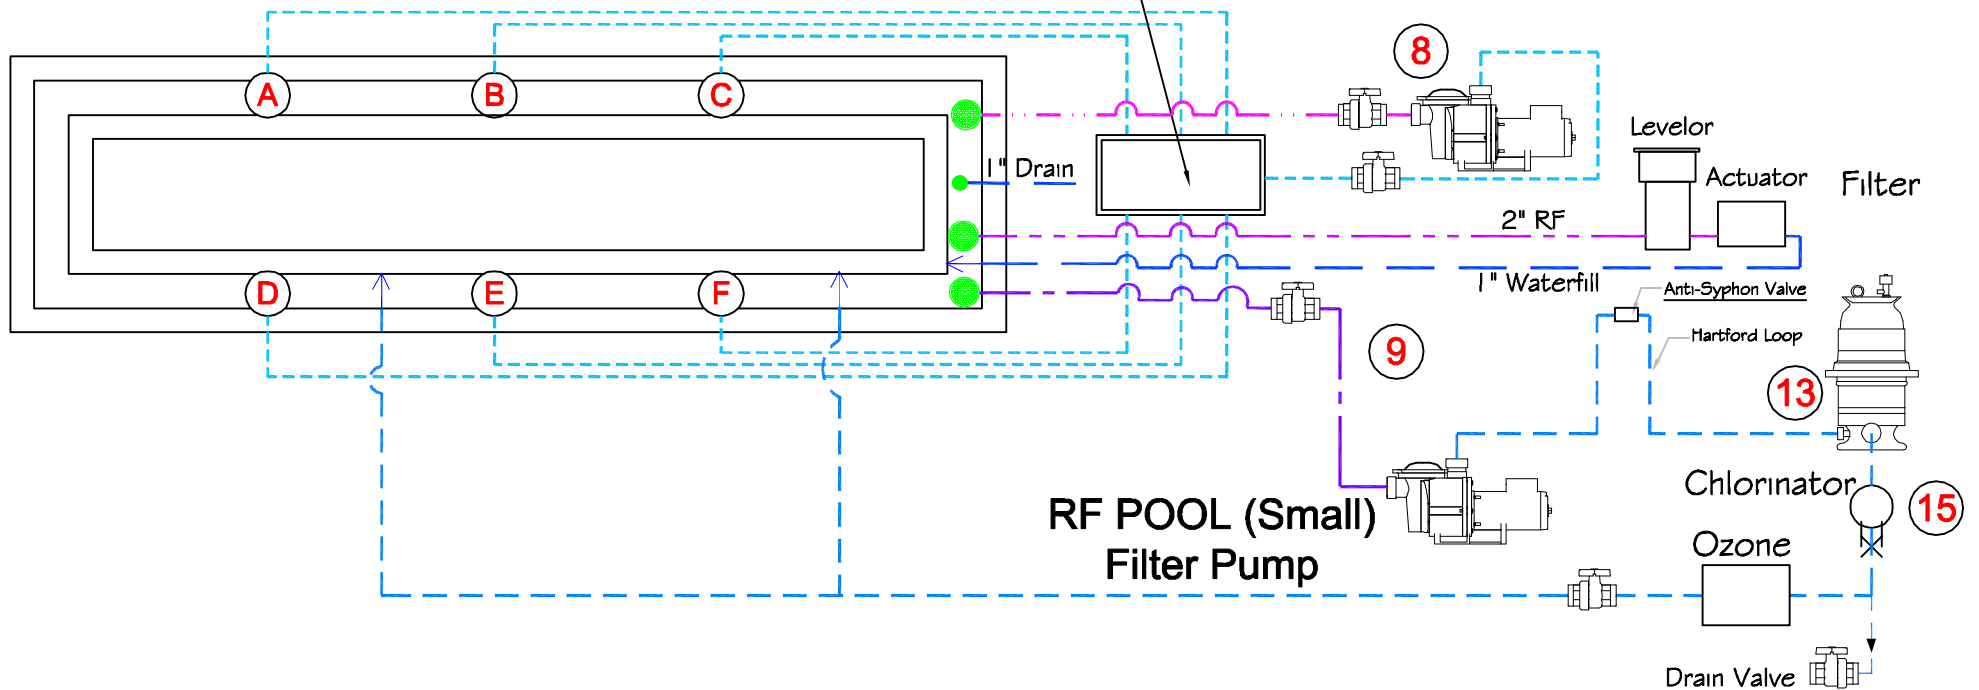 8
A B C
Levelor
1" Drain
Actuator
Filter
2" RF
D E F
1" Waterfill
Anti-Syphon Valve
Hartford Loop
9
13
Chlorinator
15
RF POOL (Small)
Filter Pump
Ozone
Drain Valve